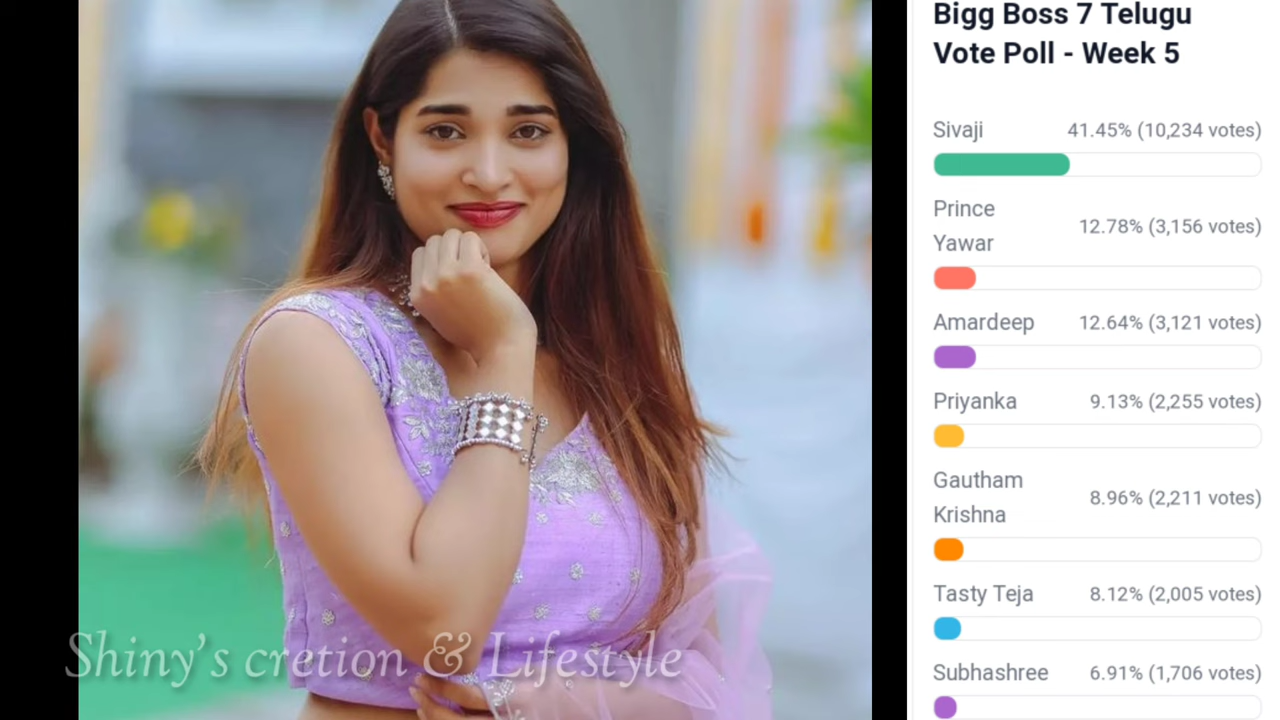 Bigg Boss 7 Telugu
Vote Poll - Week 5
Sivaji 41.45% (10,234 votes)
Prince
Yawar 12.78% (3,156 votes)
Amardeep 12.64% (3,121 votes)
Priyanka 9.13% (2,255 votes)
Gautham
Krishna 8.96% (2,211 votes)
Tasty Teja 8.12% (2,005 votes)
Subhashree 6.91% (1,706 votes)
Shiny's cretion & Lifestyle